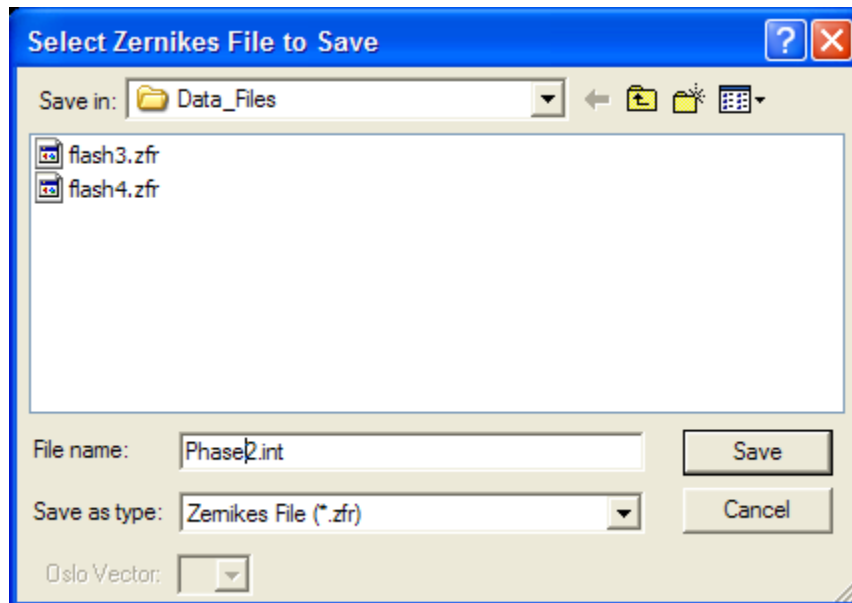 Select Zernikes File to Save
Save in: Data_Files
flash3.zfr
flash4.zfr
File name: Phase2.int Save
Save as type: Zernikes File (*.zfr) Cancel
Oslo Vector: